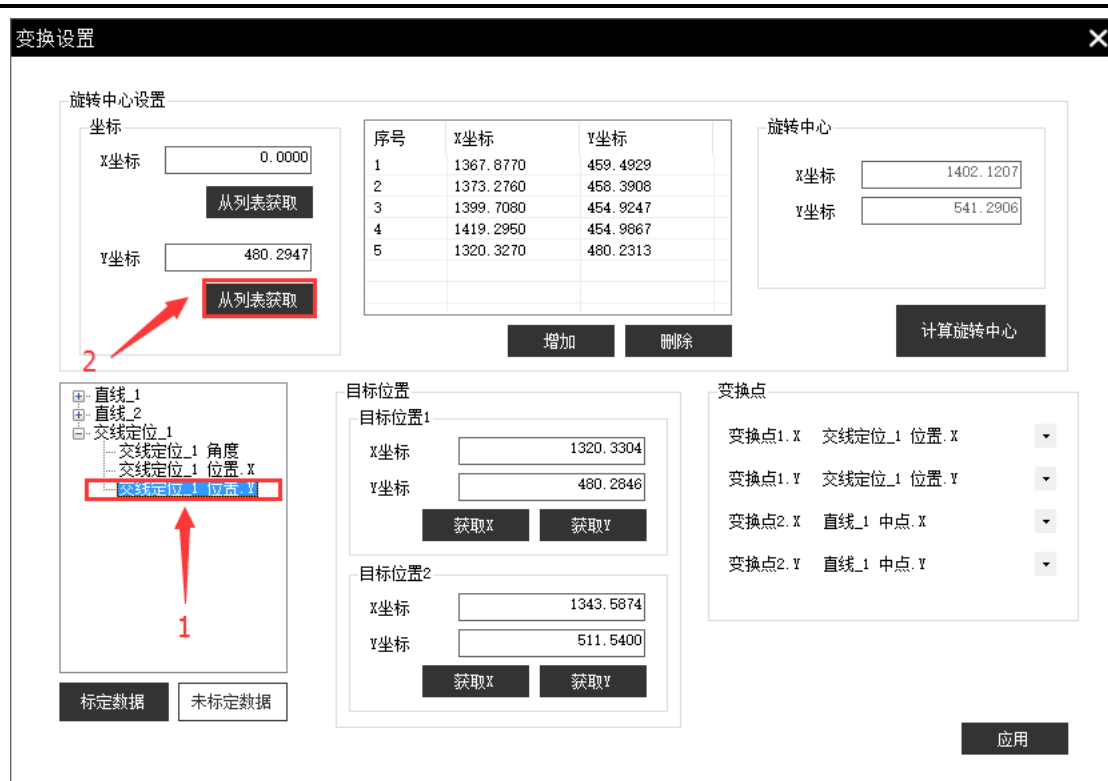 变换设置
旋转中心设置
坐标
X坐标 0.0000
从列表获取
Y坐标 480.2947
从列表获取
2
序号 X坐标 Y坐标
1 1367.8770 459.4929
2 1373.2760 458.3908
3 1399.7080 454.9247
4 1419.2950 454.9867
5 1320.3270 480.2313
增加 删除
旋转中心
X坐标 1402.1207
Y坐标 541.2906
计算旋转中心
直线_1
直线_2
交线定位_1
交线定位_1 角度
交线定位_1 位置.X
交线定位_1 位置.Y
1
标定数据 未标定数据
目标位置
目标位置1
X坐标 1320.3304
Y坐标 480.2846
获取X 获取Y
目标位置2
X坐标 1343.5874
Y坐标 511.5400
获取X 获取Y
变换点
变换点1.X 交线定位_1 位置.X
变换点1.Y 交线定位_1 位置.Y
变换点2.X 直线_1 中点.X
变换点2.Y 直线_1 中点.Y
应用